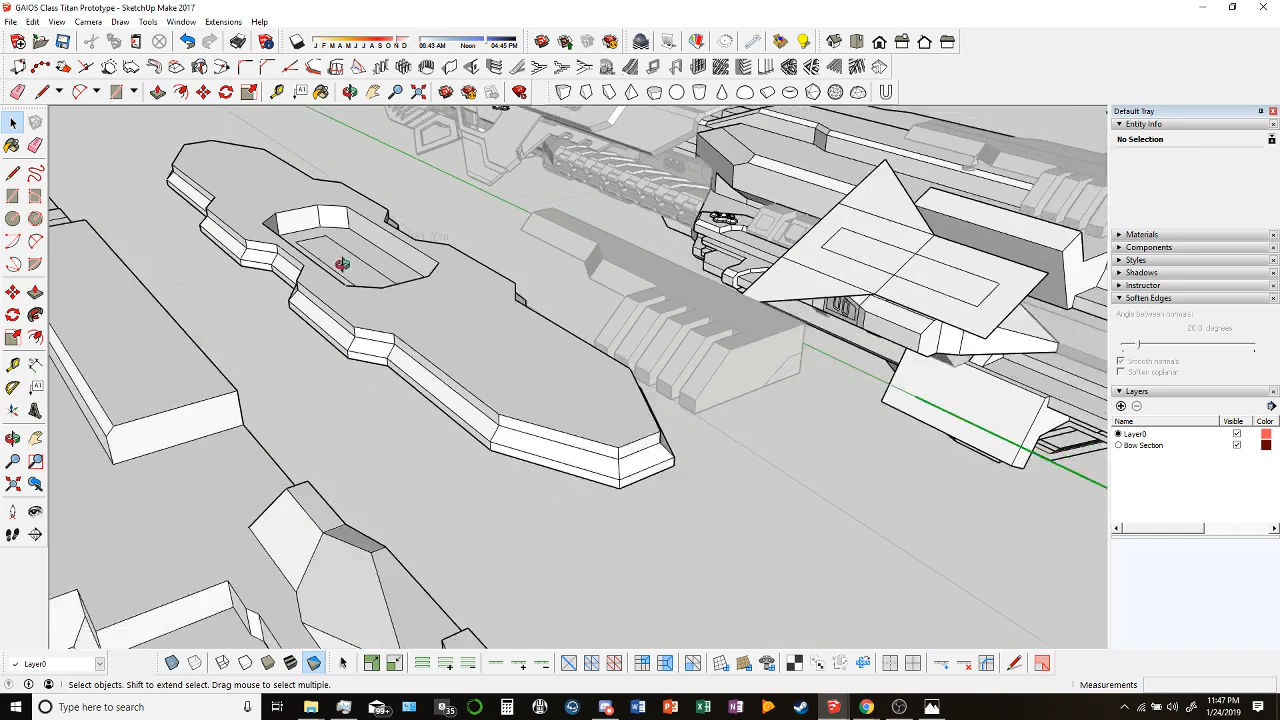 GAIOS Class Titan Prototype - SketchUp Make 2017
File Edit View Camera Draw Tools Window Extensions Help
J F M A M J J A S O N D
Noon
04:45 PM
Default Tray
Entity Info
No Selection
Materials
Components
Styles
Shadows
Instructor
Soften Edges
Angle between normals:
20.0 degrees
Smooth normals
Soften coplanar
Layers
Name Visible Color
Layer0
Bow Section
Layer0
Select objects. Shift to extend select. Drag mouse to select multiple.
Measurements
Type here to search
99+
35
11:47 PM
1/24/2019